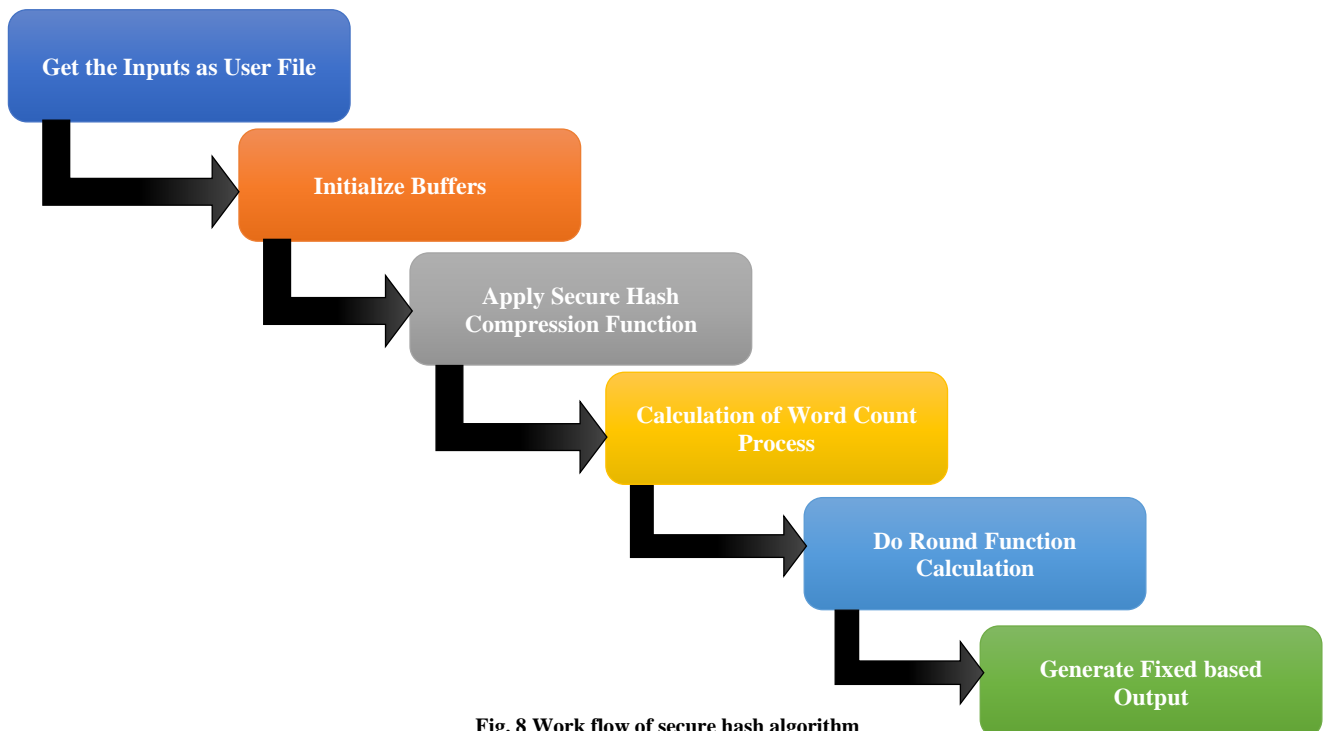 Get the Inputs as User File
Initialize Buffers
Apply Secure Hash
Compression Function
Calculation of Word Count
Process
Do Round Function
Calculation
Generate Fixed based
Output
Fig. 8 Work flow of secure hash algorithm